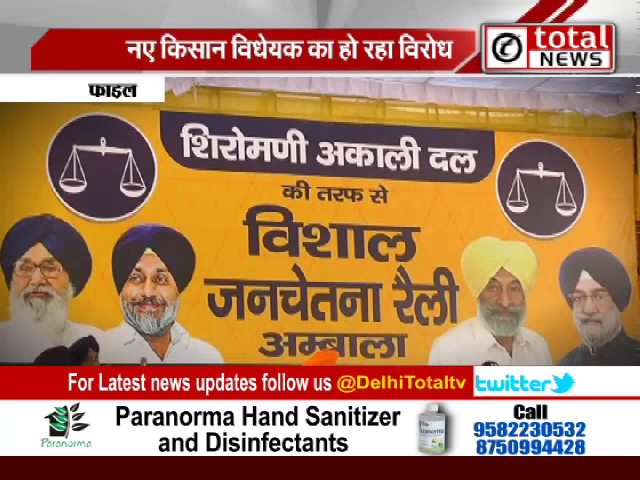 नए किसान विधेयक का हो रहा विरोध
total
NEWS
फाइल
शिरोमणी अकाली दल
की तरफ से
विशाल
जनचेतना रैली
अम्बाला
For Latest news updates follow us @DelhiTotaltv
twitter
Paranorma
Paranorma Hand Sanitizer
and Disinfectants
Call
9582230532
8750994428